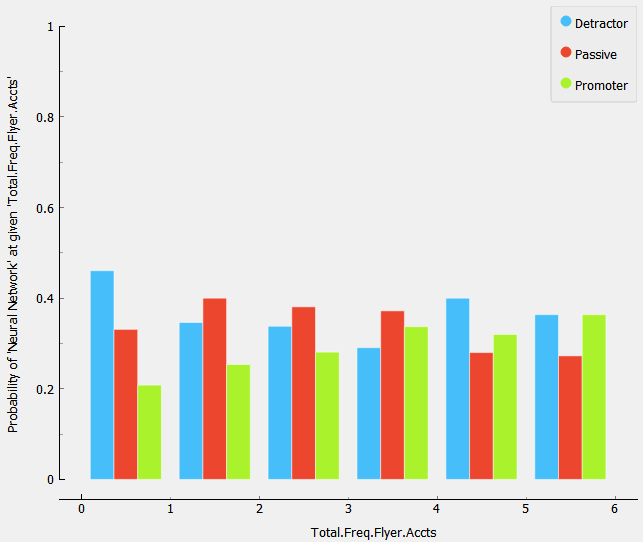 Detractor
Passive
Promoter
Probability of 'Neural Network' at given 'Total.Freq.Flyer.Accts'
1
0.8
0.6
0.4
0.2
0
0 1 2 3 4 5 6
Total.Freq.Flyer.Accts